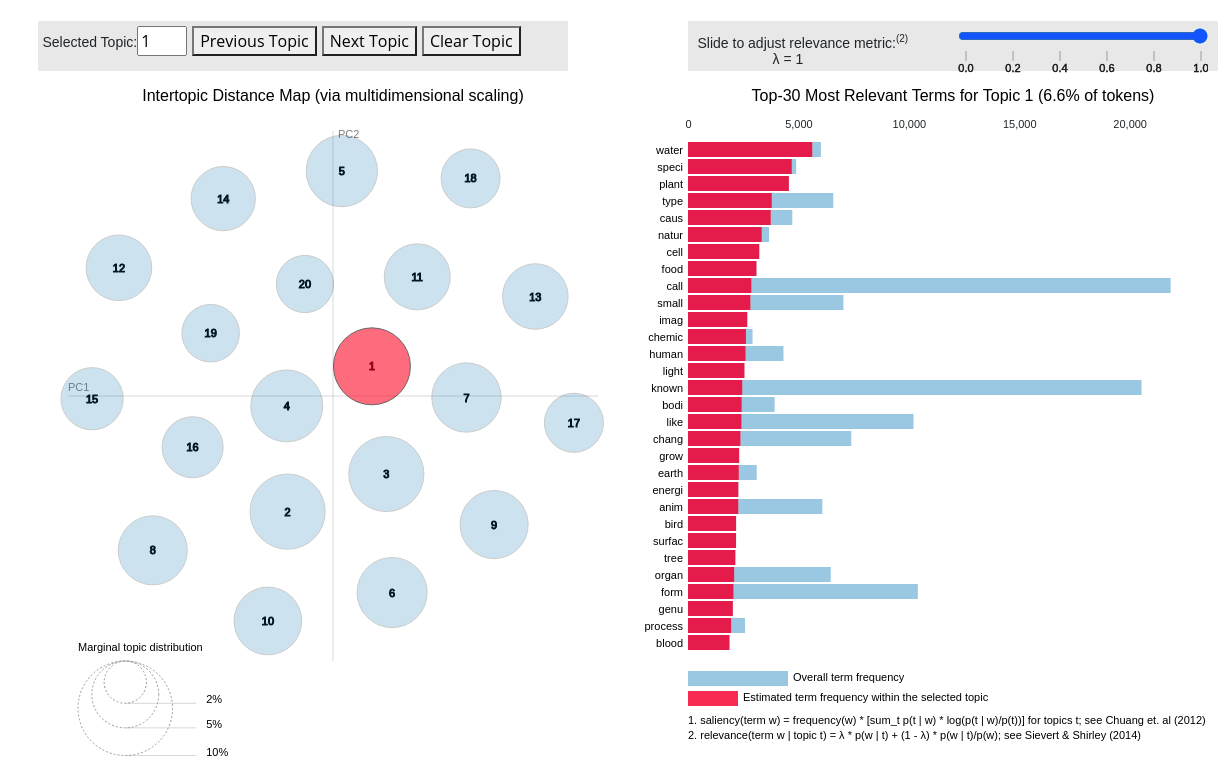 Selected Topic: 1 Previous Topic Next Topic Clear Topic
Slide to adjust relevance metric:(2)
λ = 1
0.0 0.2 0.4 0.6 0.8 1.0
Intertopic Distance Map (via multidimensional scaling)
PC2
5
18
14
12
20
11
13
19
1
PC1
15
4
7
17
16
3
2
9
8
6
10
Marginal topic distribution
2%
5%
10%
Top-30 Most Relevant Terms for Topic 1 (6.6% of tokens)
0 5,000 10,000 15,000 20,000
water
speci
plant
type
caus
natur
cell
food
call
small
imag
chemic
human
light
known
bodi
like
chang
grow
earth
energi
anim
bird
surfac
tree
organ
form
genu
process
blood
Overall term frequency
Estimated term frequency within the selected topic
1. saliency(term w) = frequency(w) * [sum_t p(t | w) * log(p(t | w)/p(t))] for topics t; see Chuang et. al (2012)
2. relevance(term w | topic t) = λ * p(w | t) + (1 - λ) * p(w | t)/p(w); see Sievert & Shirley (2014)